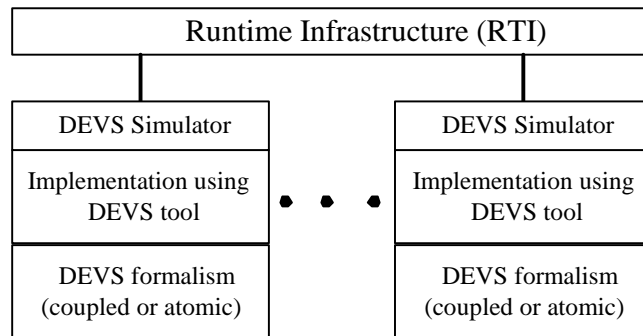 Runtime Infrastructure (RTI)
DEVS Simulator
Implementation using
DEVS tool
DEVS formalism
(coupled or atomic)
DEVS Simulator
Implementation using
DEVS tool
DEVS formalism
(coupled or atomic)